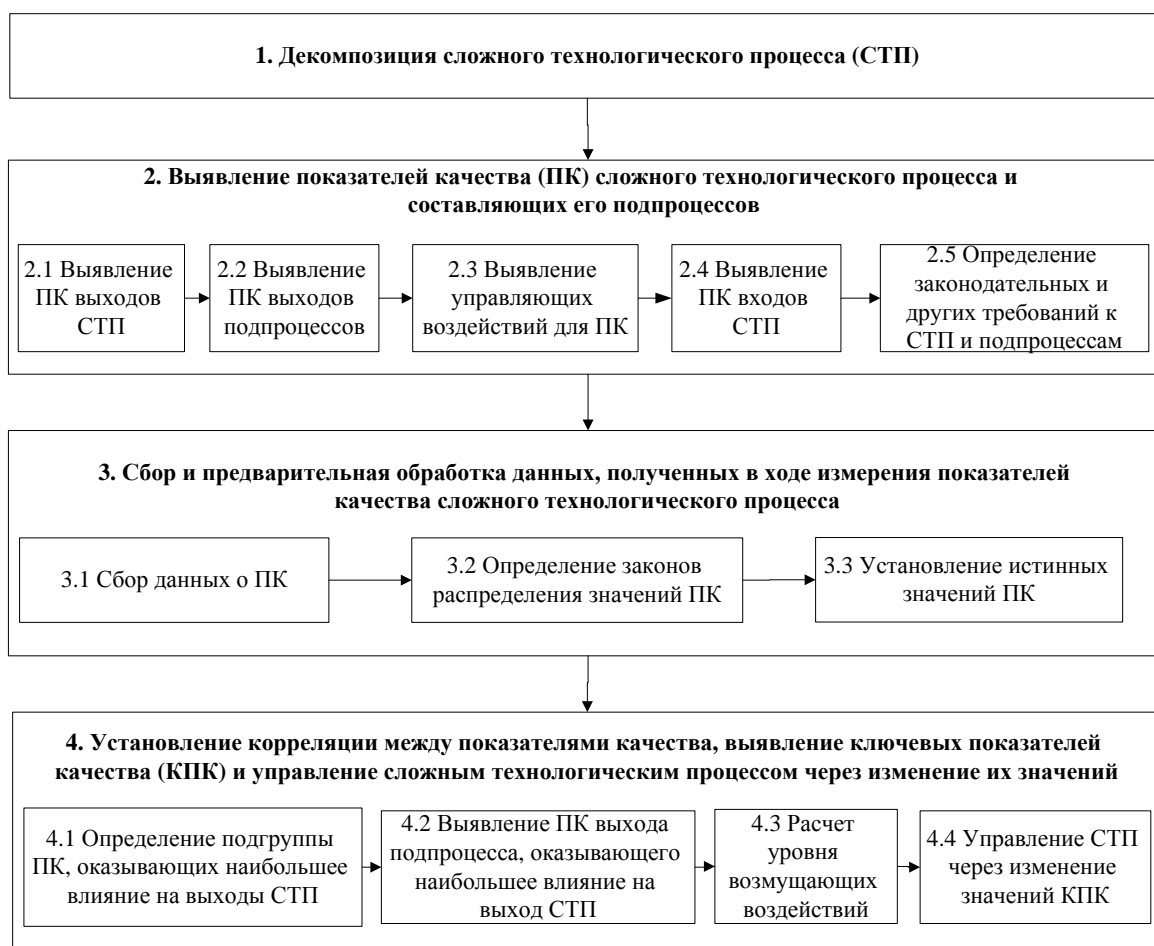 1. Декомпозиция сложного технологического процесса (СТП)
2. Выявление показателей качества (ПК) сложного технологического процесса и
составляющих его подпроцессов
2.1 Выявление
ПК выходов
СТП
2.2 Выявление
ПК выходов
подпроцессов
2.3 Выявление
управляющих
воздействий для ПК
2.4 Выявление
ПК входов
СТП
2.5 Определение
законодательных и
других требований к
СТП и подпроцессам
3. Сбор и предварительная обработка данных, полученных в ходе измерения показателей
качества сложного технологического процесса
3.1 Сбор данных о ПК
3.2 Определение законов
распределения значений ПК
3.3 Установление истинных
значений ПК
4. Установление корреляции между показателями качества, выявление ключевых показателей
качества (КПК) и управление сложным технологическим процессом через изменение их значений
4.1 Определение подгруппы
ПК, оказывающих наибольшее
влияние на выходы СТП
4.2 Выявление ПК выхода
подпроцесса, оказывающего
наибольшее влияние на
выход СТП
4.3 Расчет
уровня
возмущающих
воздействий
4.4 Управление СТП
через изменение
значений КПК